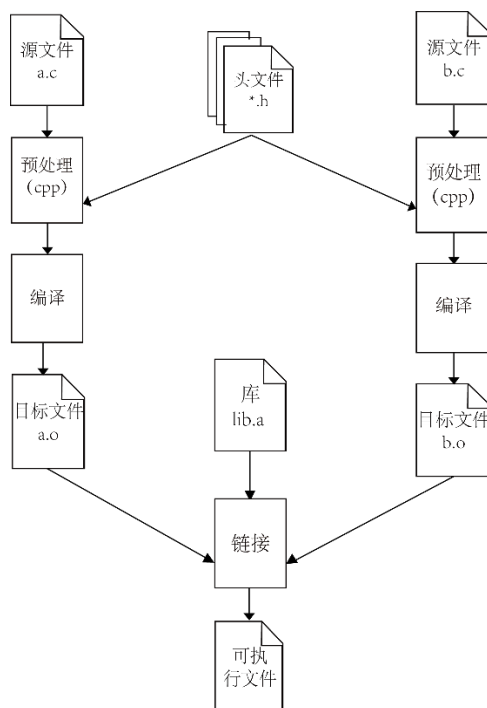 源文件
a.c
头文件
*.h
源文件
b.c
预处理
(cpp)
预处理
(cpp)
编译
编译
目标文件
a.o
库
lib.a
目标文件
b.o
链接
可执
行文件